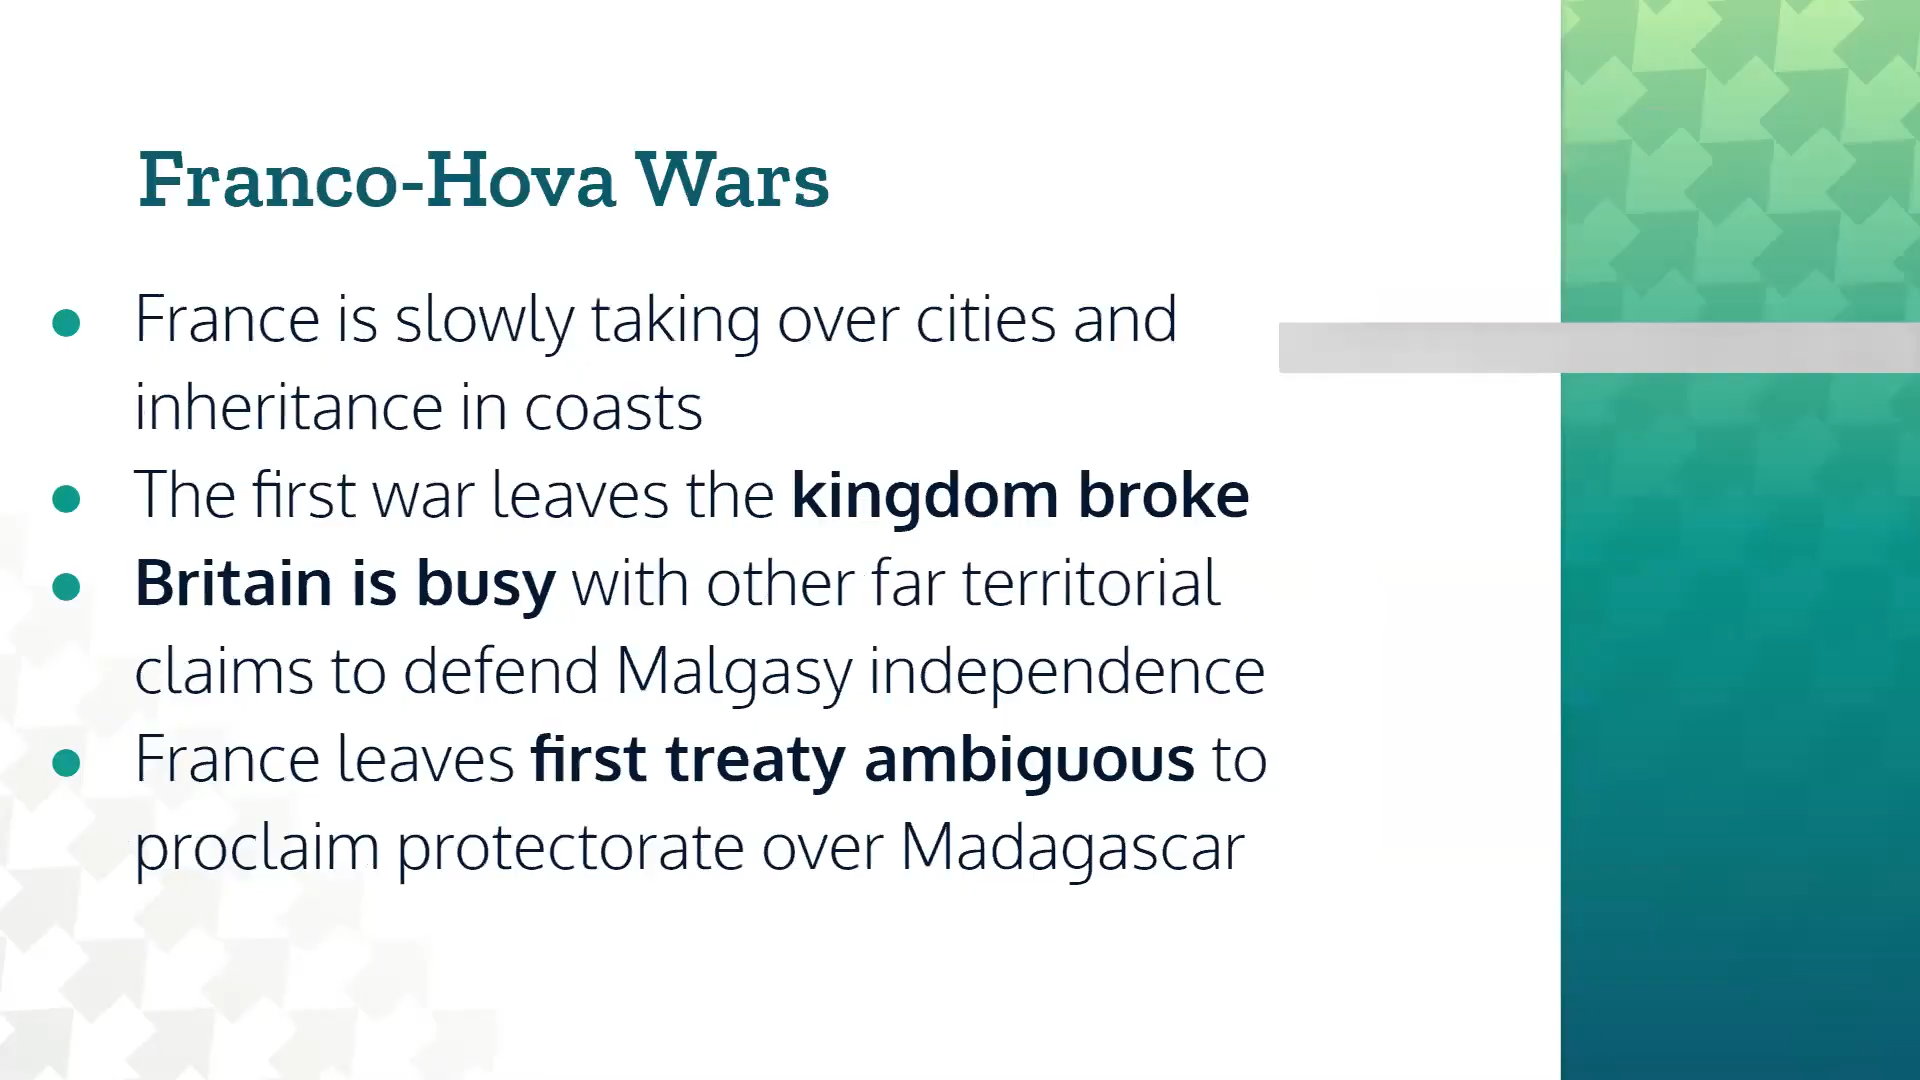 Franco-Hova Wars
● France is slowly taking over cities and
inheritance in coasts
● The first war leaves the kingdom broke
● Britain is busy with other far territorial
claims to defend Malgasy independence
● France leaves first treaty ambiguous to
proclaim protectorate over Madagascar